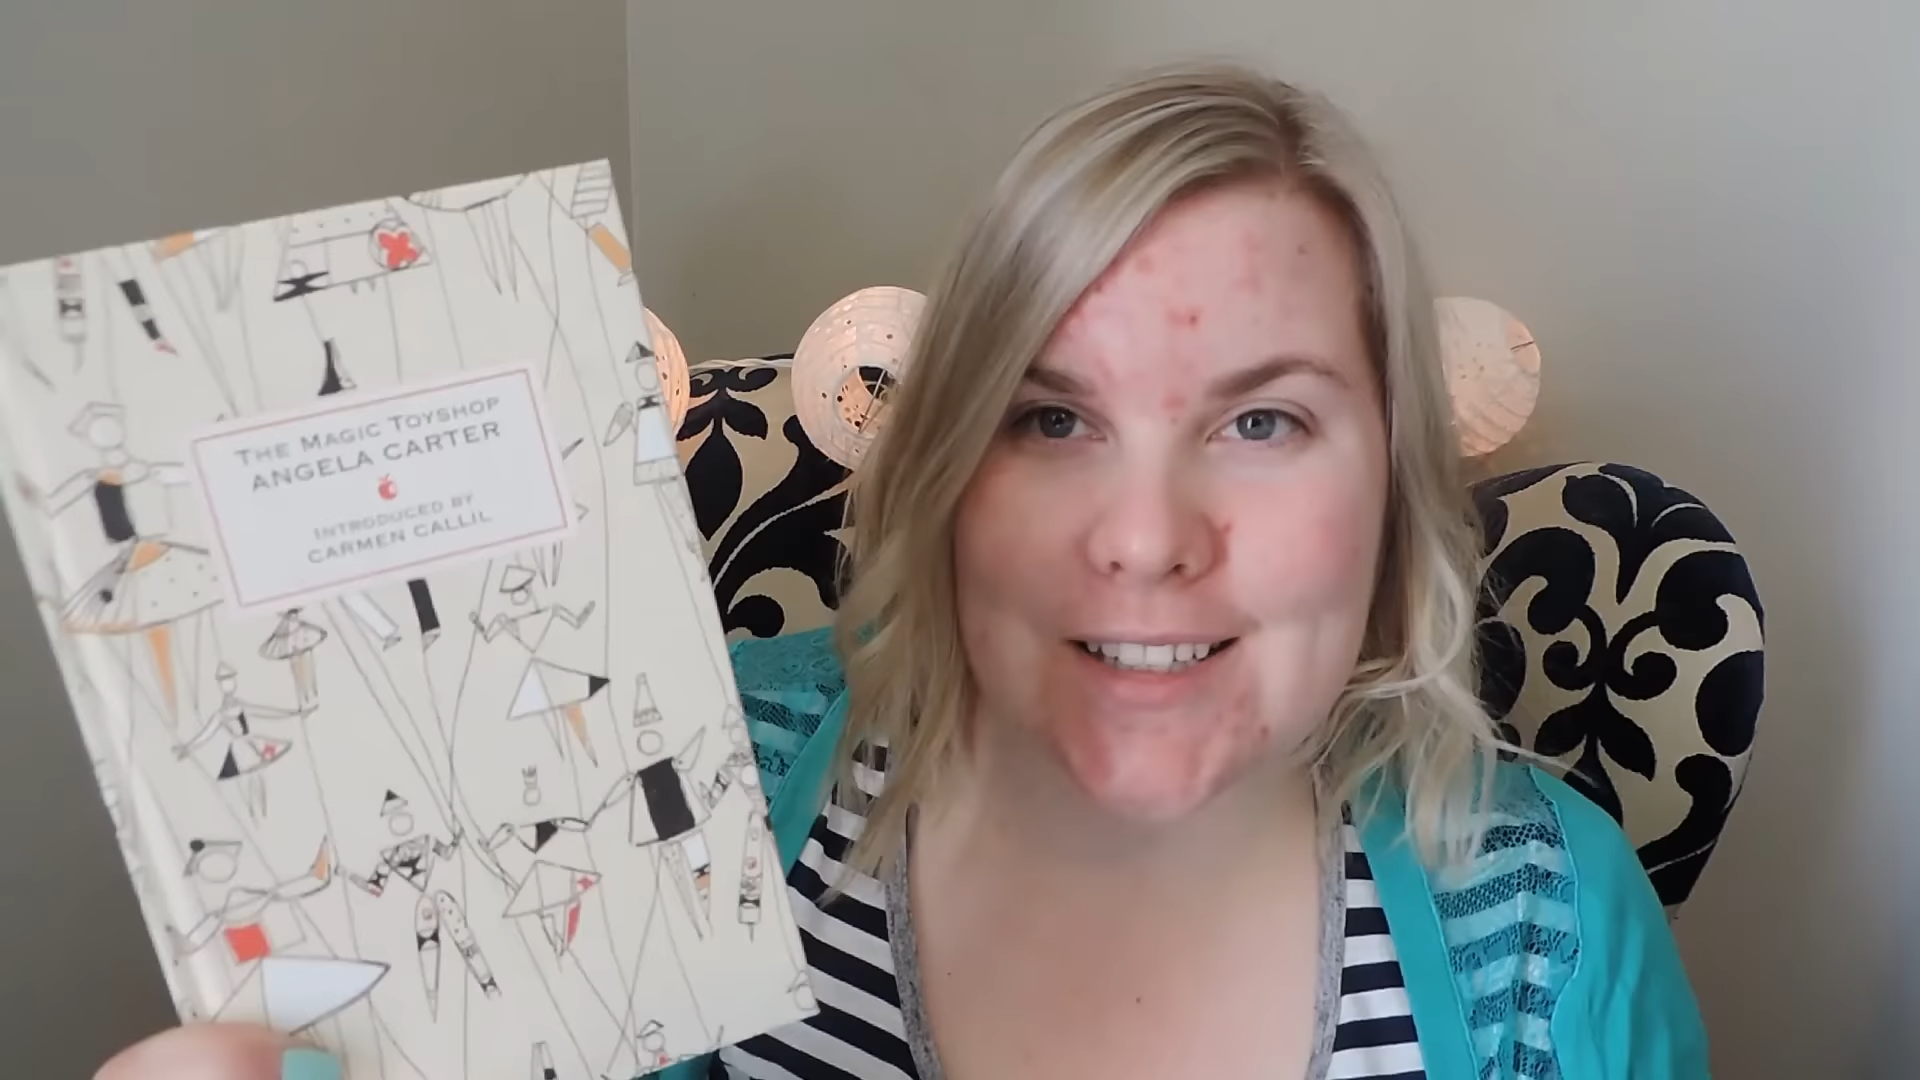 THE MAGIC TOYSHOP
ANGELA CARTER
INTRODUCED BY
CARMEN CALLIL